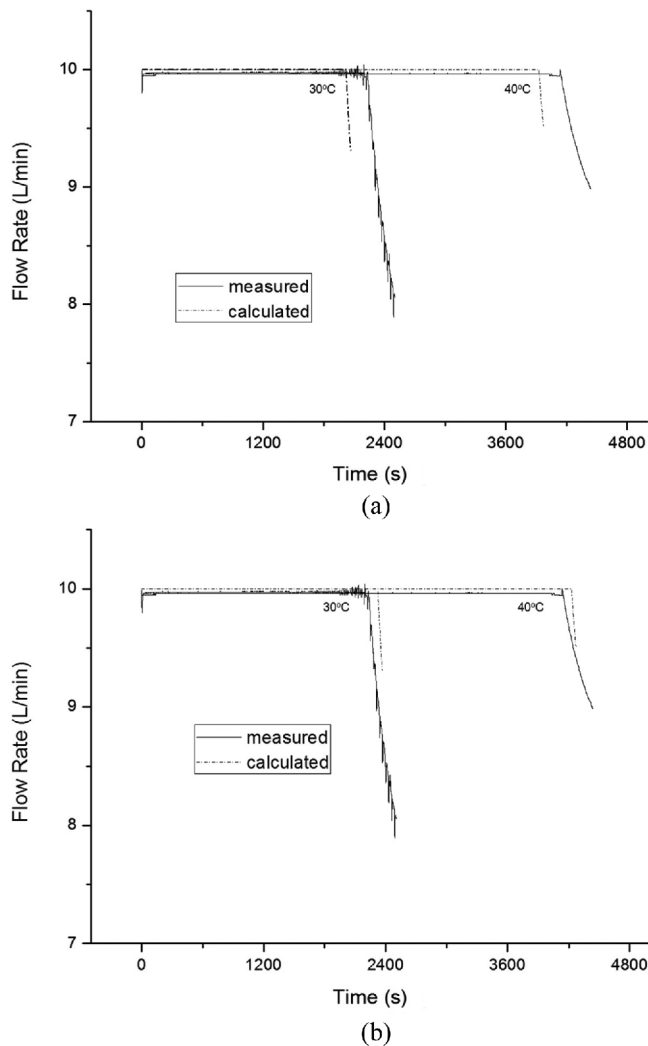 10
30°C
40°C
9
Flow Rate (L/min)
measured
calculated
8
7
0
1200
2400
3600
4800
Time (s)
(a)
10
30°C
40°C
9
Flow Rate (L/min)
measured
calculated
8
7
0
1200
2400
3600
4800
Time (s)
(b)